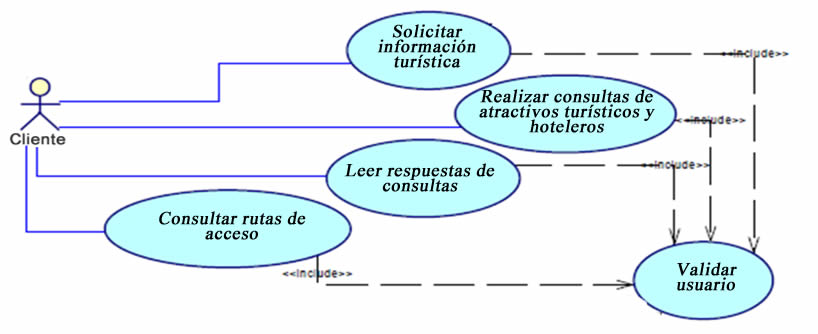 Solicitar
información
turística
<<include>>
Realizar consultas de
atractivos turísticos y
hoteleros
<<include>>
Cliente
Leer respuestas de
consultas
<<include>>
Consultar rutas de
acceso
<<include>>
Validar
usuario